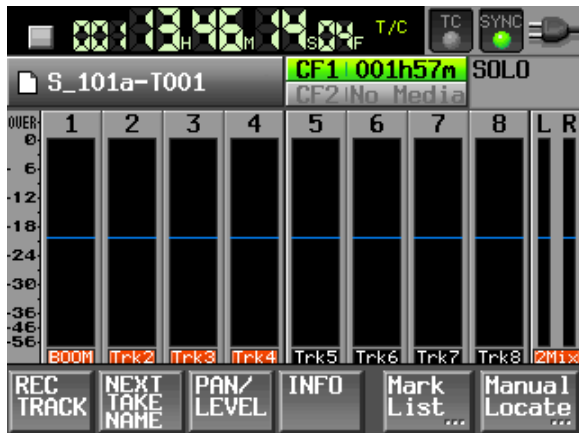 001 13H46M14S04F T/C TC SYNC
S_101a-T001 CF1 001h57m SOLO
CF2 No Media
OVER 1 2 3 4 5 6 7 8 L R
0
6
-12
-18
-24
-30
-36
-46
-56
BOOM Trk2 Trk3 Trk4 Trk5 Trk6 Trk7 Trk8 2Mix
REC TRACK
NEXT TAKE NAME
PAN/ LEVEL
INFO
Mark List...
Manual Locate...